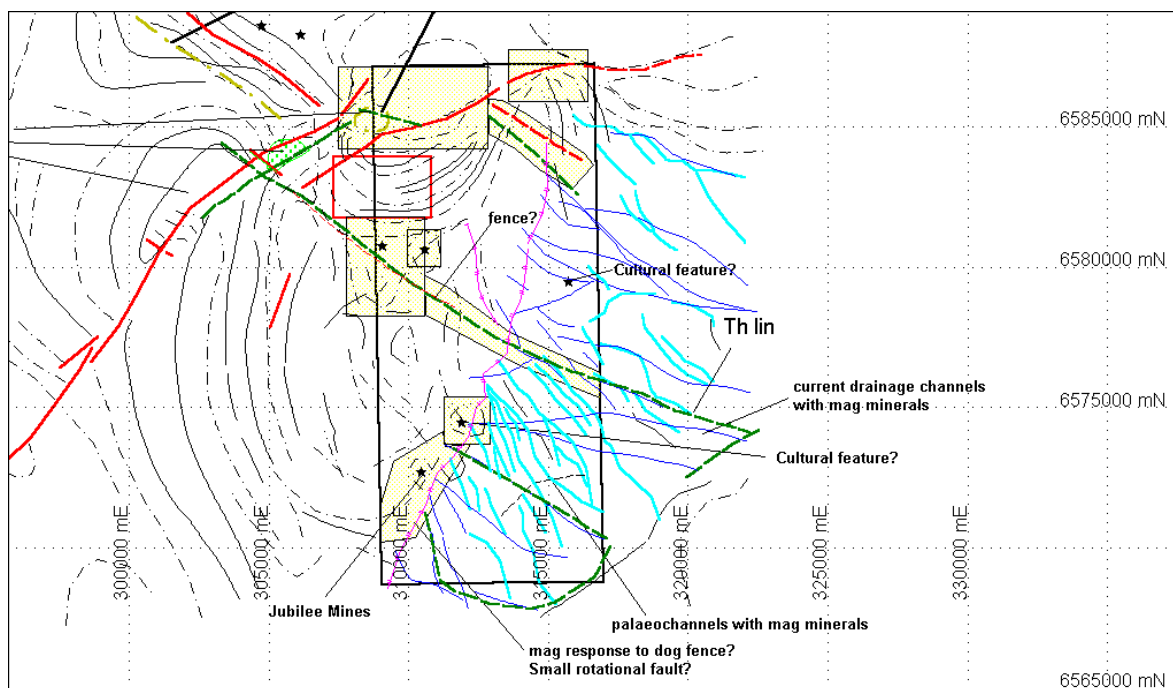 6585000 mN
fence?
6580000 mN
Cultural feature?
Th lin
current drainage channels
with mag minerals
6575000 mN
Cultural feature?
300000 mE
305000 mE
310000 mE
315000 mE
320000 mE
325000 mE
330000 mE
Jubilee Mines
palaeochannels with mag minerals
mag response to dog fence?
Small rotational fault?
6565000 mN